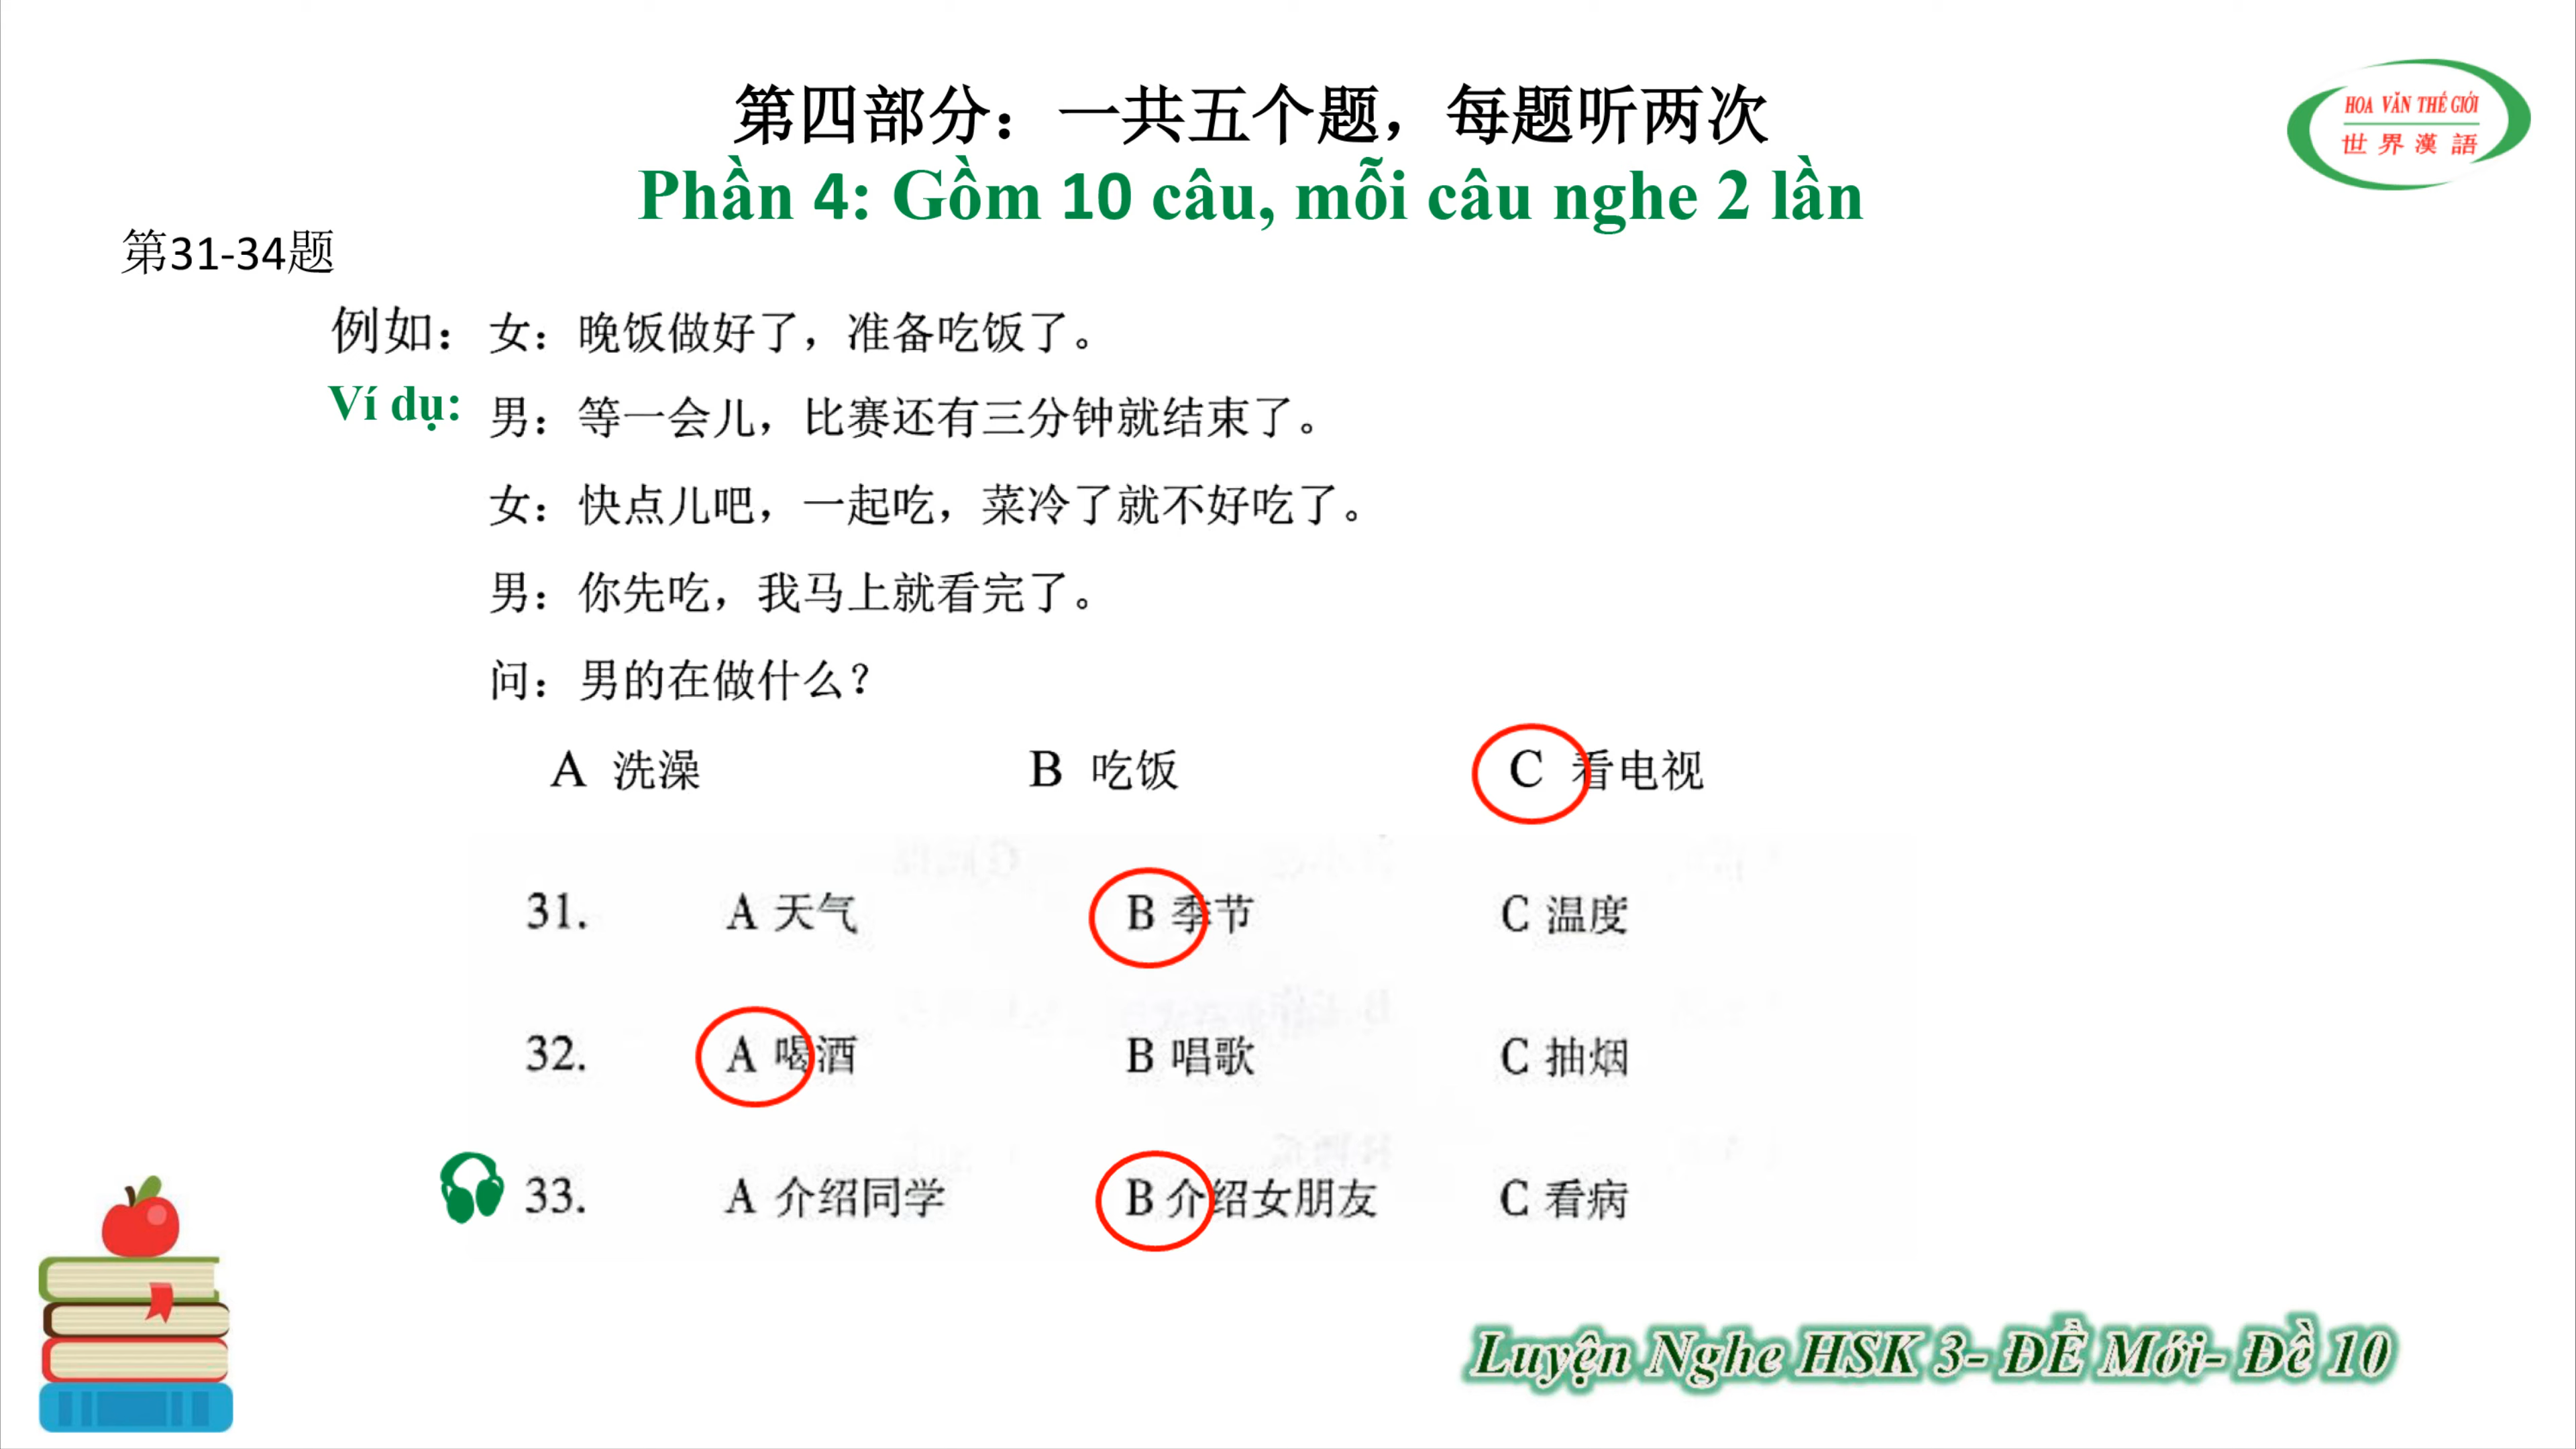 第四部分：一共五个题，每题听两次
HOA VĂN THẾ GIỚI
世界漢語
Phần 4: Gồm 10 câu, mỗi câu nghe 2 lần
第31-34题
例如：女：晚饭做好了，准备吃饭了。
Ví dụ: 男：等一会儿，比赛还有三分钟就结束了。
女：快点儿吧，一起吃，菜冷了就不好吃了。
男：你先吃，我马上就看完了。
问：男的在做什么？
A 洗澡 B 吃饭 C 看电视
31. A 天气 B 季节 C 温度
32. A 喝酒 B 唱歌 C 抽烟
33. A 介绍同学 B 介绍女朋友 C 看病
Luyện Nghe HSK 3- ĐỀ Mới- Đề 10